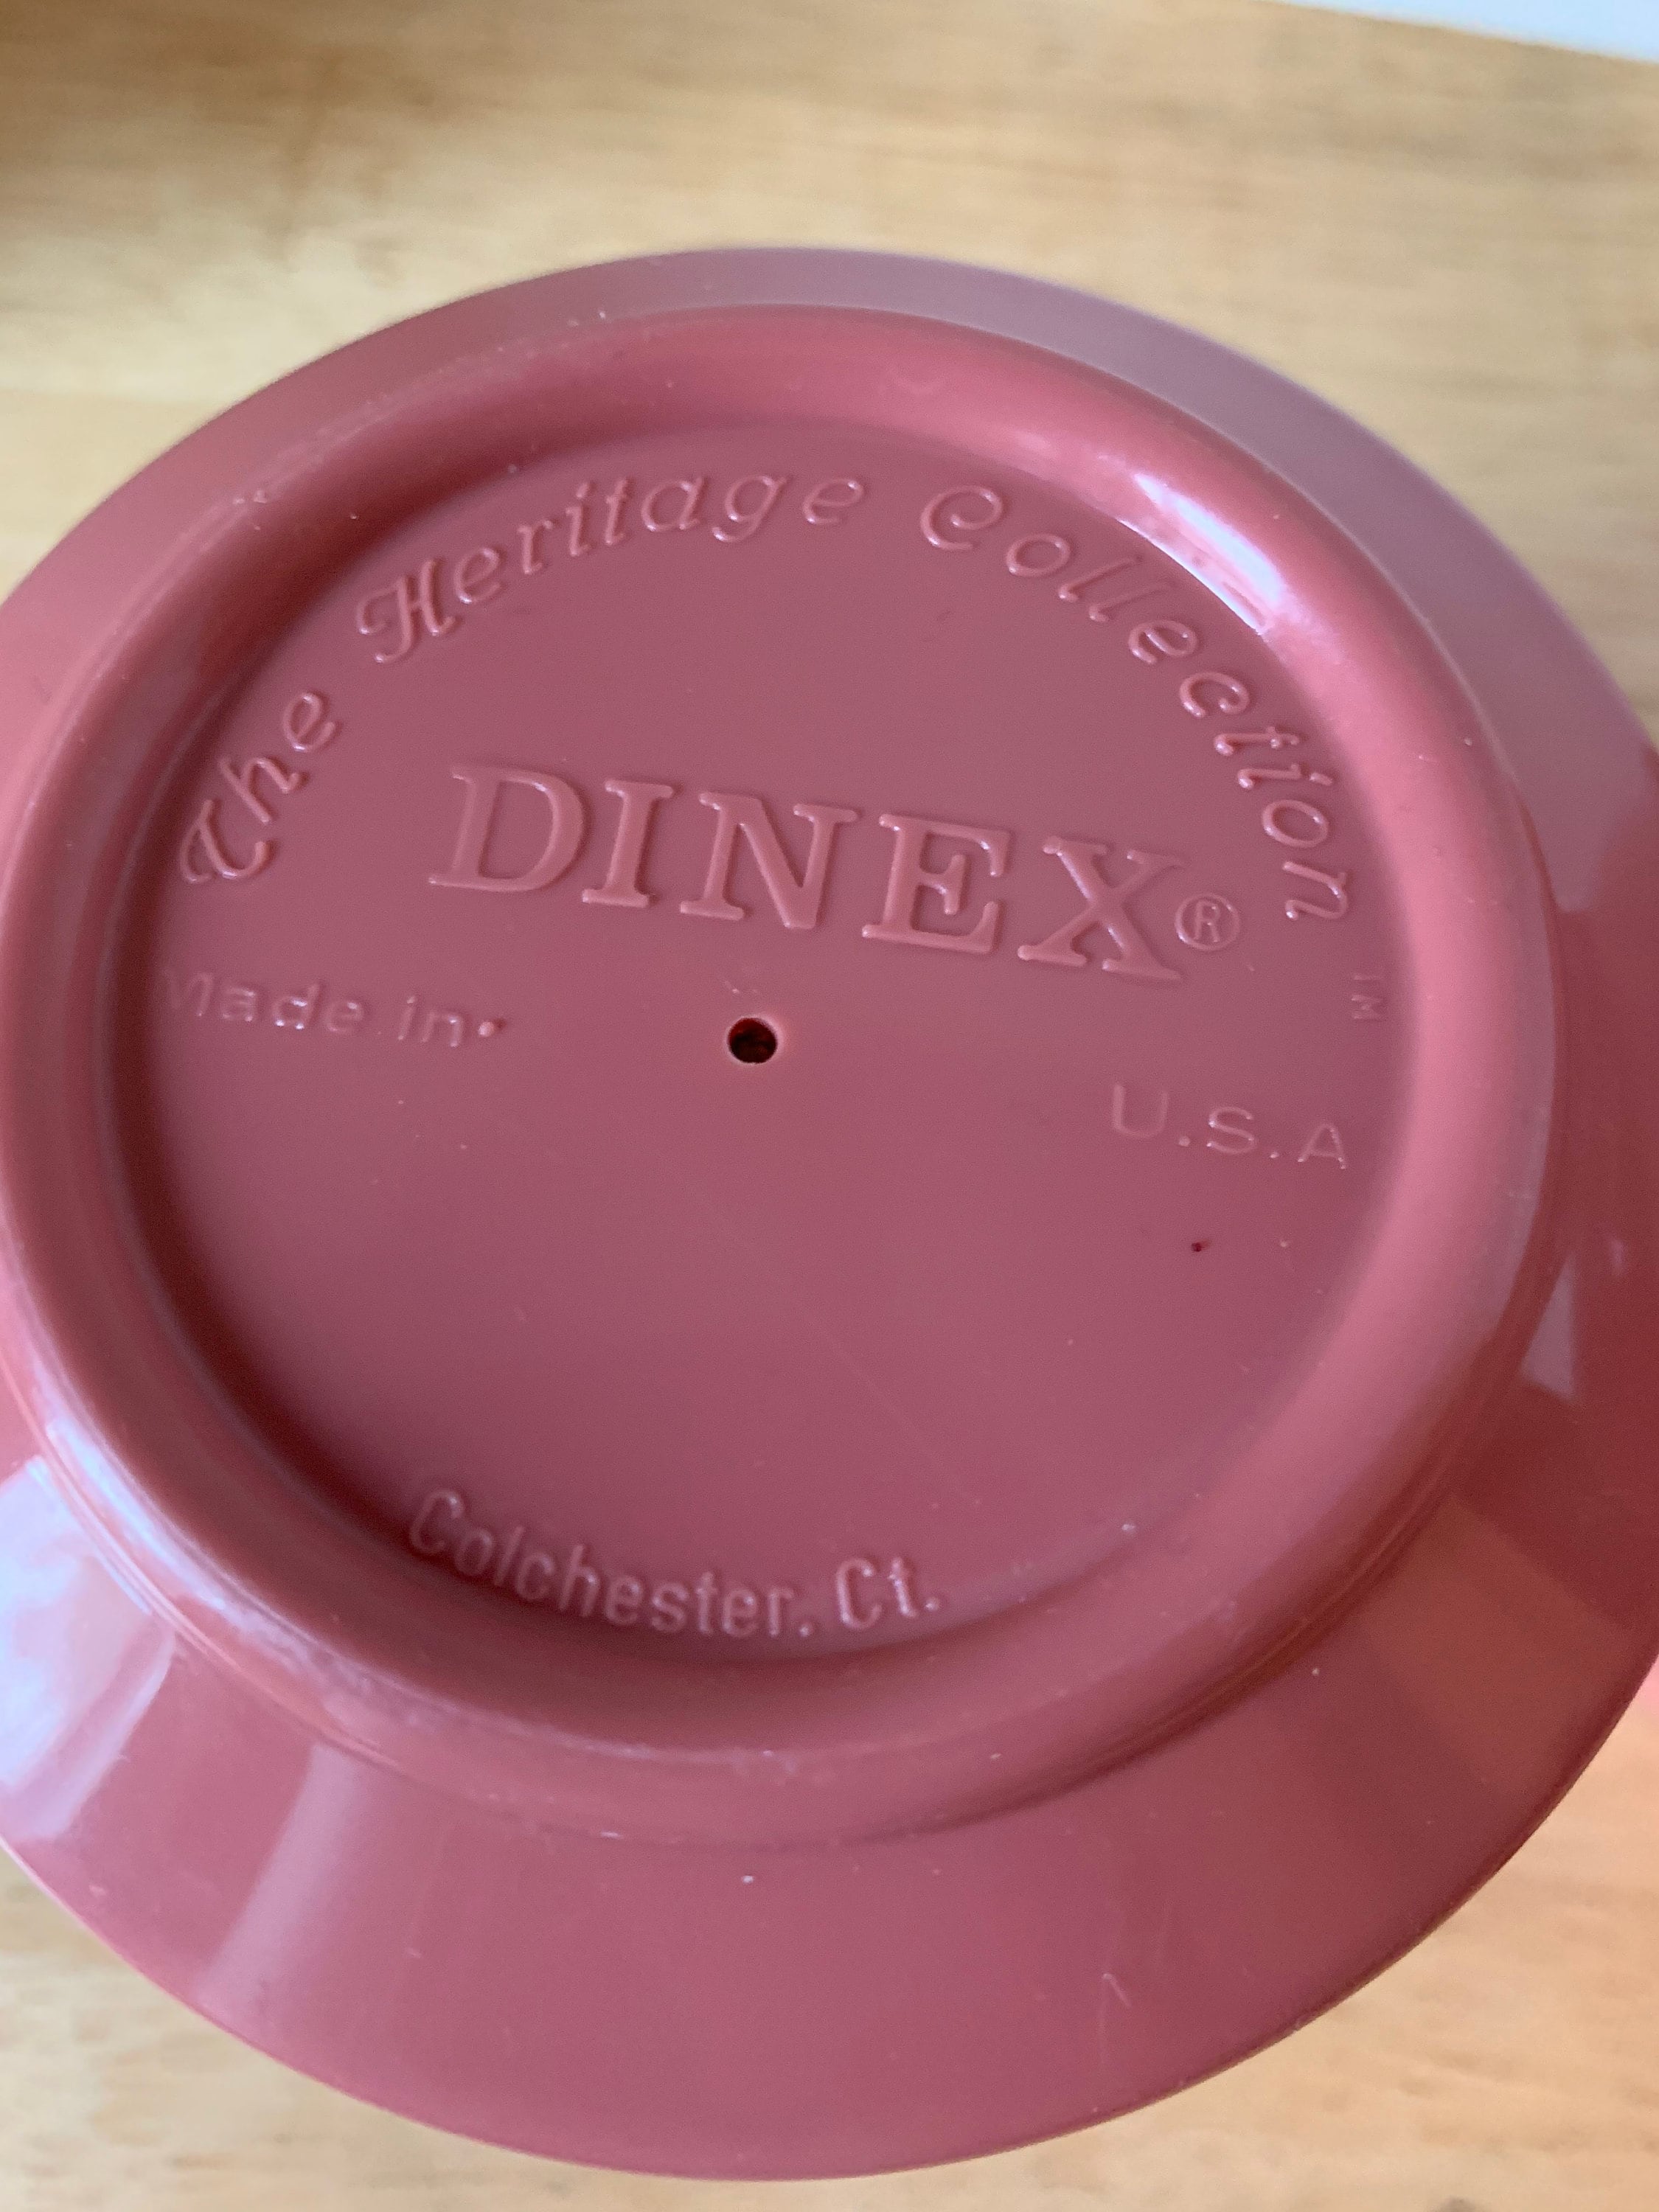 The Heritage Collection ™
DINEX®
Made in
U.S.A
Colchester, Ct.